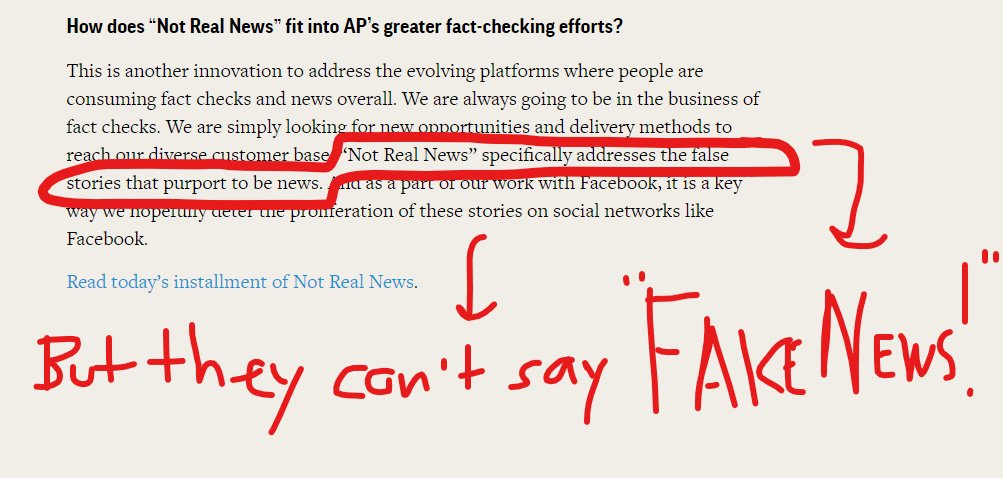 How does “Not Real News” fit into AP’s greater fact-checking efforts?
This is another innovation to address the evolving platforms where people are
consuming fact checks and news overall. We are always going to be in the business of
fact checks. We are simply looking for new opportunities and delivery methods to
reach our diverse customer base. “Not Real News” specifically addresses the false
stories that purport to be news. And as a part of our work with Facebook, it is a key
way we hopefully deter the proliferation of these stories on social networks like
Facebook.
Read today’s installment of Not Real News.
But they can't say "FAKE NEWS!"